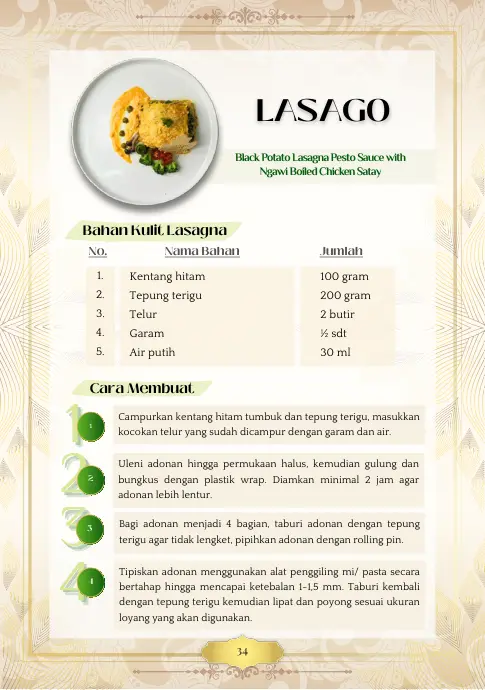 LASAGO
Black Potato Lasagna Pesto Sauce with
Ngawi Boiled Chicken Satay
Bahan Kulit Lasagna
No. Nama Bahan Jumlah
1. Kentang hitam 100 gram
2. Tepung terigu 200 gram
3. Telur 2 butir
4. Garam ½ sdt
5. Air putih 30 ml
Cara Membuat
1 1 Campurkan kentang hitam tumbuk dan tepung terigu, masukkan
kocokan telur yang sudah dicampur dengan garam dan air.
2 2 Uleni adonan hingga permukaan halus, kemudian gulung dan
bungkus dengan plastik wrap. Diamkan minimal 2 jam agar
adonan lebih lentur.
3 3 Bagi adonan menjadi 4 bagian, taburi adonan dengan tepung
terigu agar tidak lengket, pipihkan adonan dengan rolling pin.
4 4 Tipiskan adonan menggunakan alat penggiling mi/ pasta secara
bertahap hingga mencapai ketebalan 1-1,5 mm. Taburi kembali
dengan tepung terigu kemudian lipat dan poyong sesuai ukuran
loyang yang akan digunakan.
34